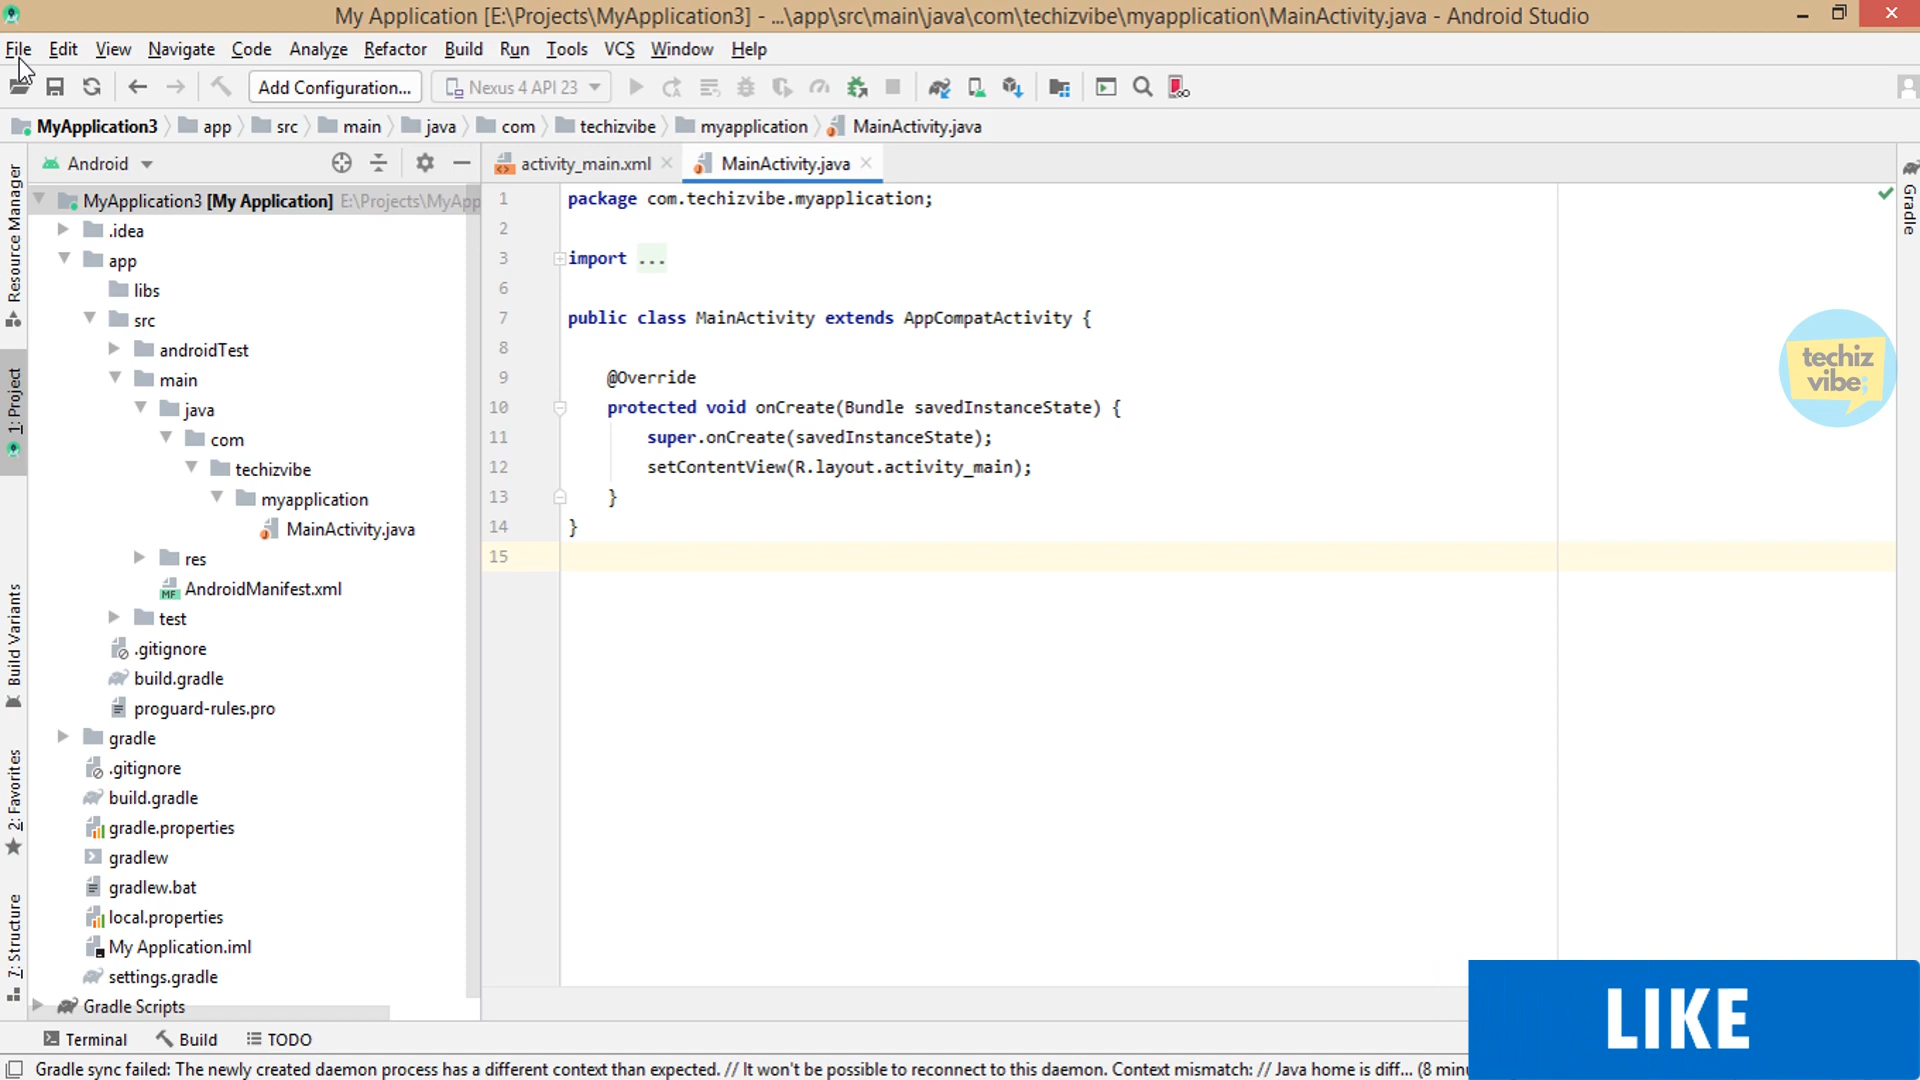 My Application [E:\Projects\MyApplication3] - ...\app\src\main\java\com\techizvibe\myapplication\MainActivity.java - Android Studio
File Edit View Navigate Code Analyze Refactor Build Run Tools VCS Window Help
Add Configuration... Nexus 4 API 23
MyApplication3 app src main java com techizvibe myapplication MainActivity.java
Android
activity_main.xml MainActivity.java
Resource Manager
1: Project
Build Variants
2: Favorites
7: Structure
MyApplication3 [My Application] E:\Projects\MyApp
.idea
app
libs
src
androidTest
main
java
com
techizvibe
myapplication
MainActivity.java
res
MF AndroidManifest.xml
test
.gitignore
build.gradle
proguard-rules.pro
gradle
.gitignore
build.gradle
gradle.properties
gradlew
gradlew.bat
local.properties
My Application.iml
settings.gradle
Gradle Scripts
1 package com.techizvibe.myapplication;
2
3 import ...
6
7 public class MainActivity extends AppCompatActivity {
8
9 @Override
10 protected void onCreate(Bundle savedInstanceState) {
11 super.onCreate(savedInstanceState);
12 setContentView(R.layout.activity_main);
13 }
14 }
15
Gradle
techiz
vibe;
LIKE
Terminal Build TODO
Gradle sync failed: The newly created daemon process has a different context than expected. // It won't be possible to reconnect to this daemon. Context mismatch: // Java home is diff... (8 minu